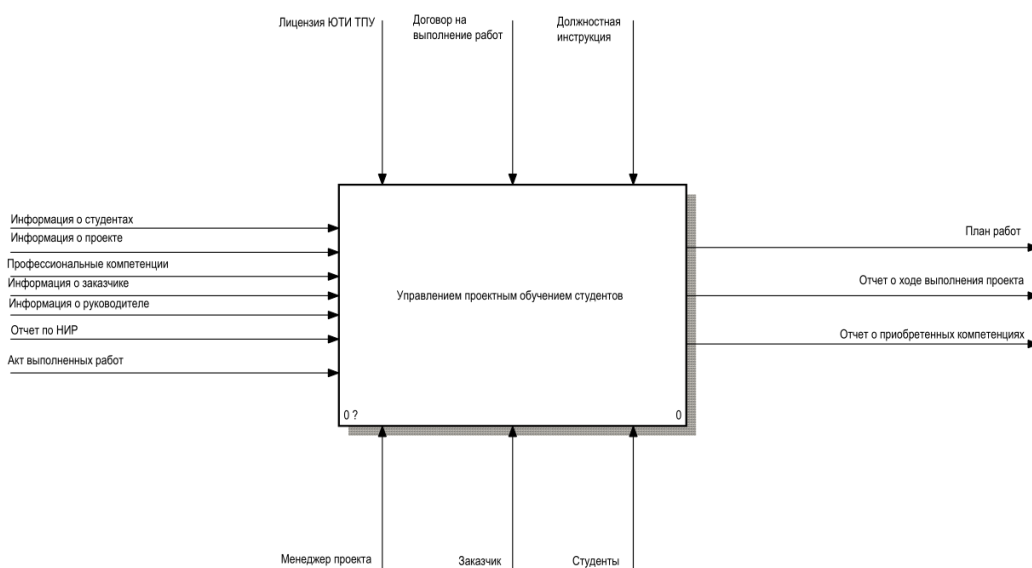 Лицензия ЮТИ ТПУ
Договор на
выполнение работ
Должностная
инструкция
Информация о студентах
Информация о проекте
Профессиональные компетенции
Информация о заказчике
Информация о руководителе
Отчет по НИР
Акт выполненных работ
Управлением проектным обучением студентов
0 ?
0
План работ
Отчет о ходе выполнения проекта
Отчет о приобретенных компетенциях
Менеджер проекта
Заказчик
Студенты